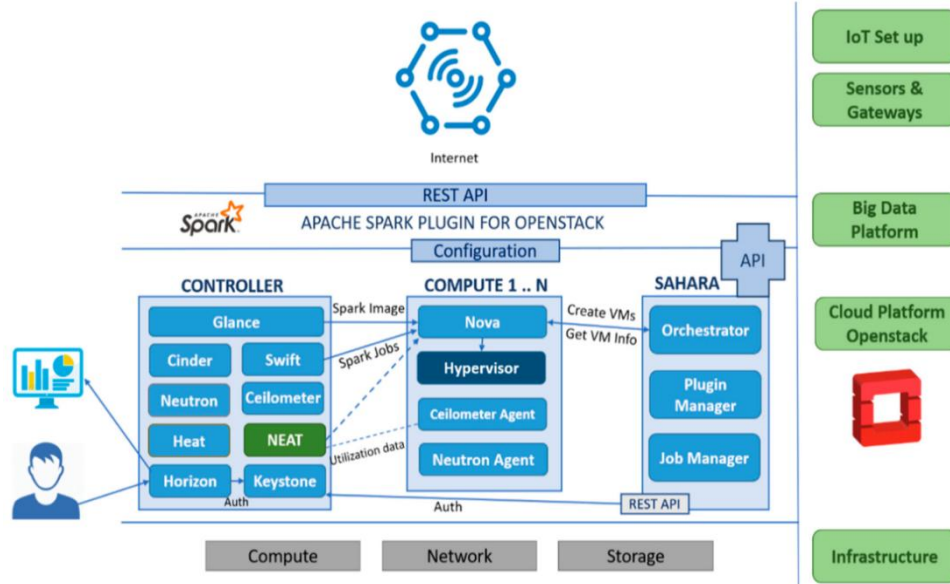 IoT Set up
Sensors &
Gateways
Internet
REST API
APACHE
Spark
APACHE SPARK PLUGIN FOR OPENSTACK
Big Data
Platform
Configuration
API
CONTROLLER
COMPUTE 1 .. N
SAHARA
Glance
Spark Image
Nova
Create VMs
Get VM Info
Orchestrator
Cloud Platform
Openstack
Cinder
Swift
Spark Jobs
Hypervisor
Neutron
Ceilometer
Ceilometer Agent
Plugin
Manager
Heat
NEAT
Utilization data
Neutron Agent
Job Manager
Horizon
Keystone
Auth
Auth
REST API
Compute
Network
Storage
Infrastructure